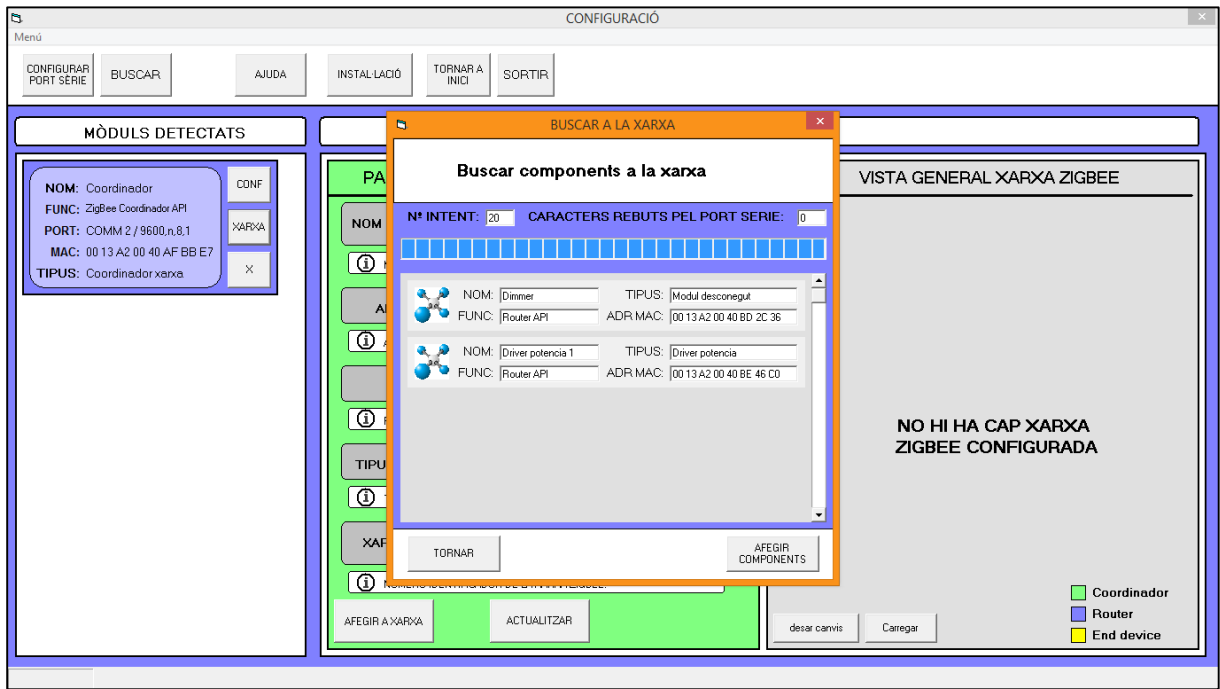 CONFIGURACIÓ
Menú
CONFIGURAR
PORT SÈRIE
BUSCAR
AJUDA
INSTAL·LACIÓ
TORNAR A
INICI
SORTIR
MÒDULS DETECTATS
NOM: Coordinador
FUNC: ZigBee Coordinador API
PORT: COMM 2 / 9600,n,8,1
MAC: 00 13 A2 00 40 AF BB E7
TIPUS: Coordinador xarxa
CONF
XARXA
X
PA
NOM
A
TIPU
XAR
AFEGIR A XARXA
ACTUALITZAR
BUSCAR A LA XARXA
Buscar components a la xarxa
Nº INTENT: 20 CARACTERS REBUTS PEL PORT SERIE: 0
NOM: Dimmer TIPUS: Modul desconegut
FUNC: Router API ADR MAC: 00 13 A2 00 40 BD 2C 36
NOM: Driver potencia 1 TIPUS: Driver potencia
FUNC: Router API ADR MAC: 00 13 A2 00 40 BE 46 C0
TORNAR
AFEGIR
COMPONENTS
VISTA GENERAL XARXA ZIGBEE
NO HI HA CAP XARXA
ZIGBEE CONFIGURADA
desar canvis
Carregar
Coordinador
Router
End device